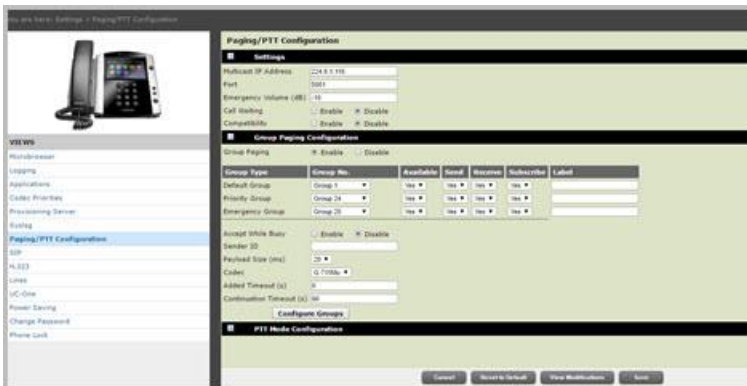 You are here: Settings > Paging/PTT Configuration
VIEWS
Microbrowser
Logging
Applications
Codec Priorities
Provisioning Server
Syslog
Paging/PTT Configuration
SIP
H.323
Lines
UC-One
Power Saving
Change Password
Phone Lock
Paging/PTT Configuration
Settings
Multicast IP Address
Port 5001
Emergency Volume (dB) -10
Call Waiting Enable Disable
Compatibility Enable Disable
Group Paging Configuration
Group Paging Enable Disable
Group Type Group No. Available Send Receive Subscribe Label
Default Group Group 1 Yes Yes Yes Yes
Priority Group Group 24 Yes Yes Yes Yes
Emergency Group Group 25 Yes Yes Yes Yes
Accept While Busy Enable Disable
Sender ID
Payload Size (ms) 20
Codec G.711Mu
Added Timeout (s)
Continuation Timeout (s) 60
Configure Groups
PTT Mode Configuration
Cancel Reset to Default View Modifications Save